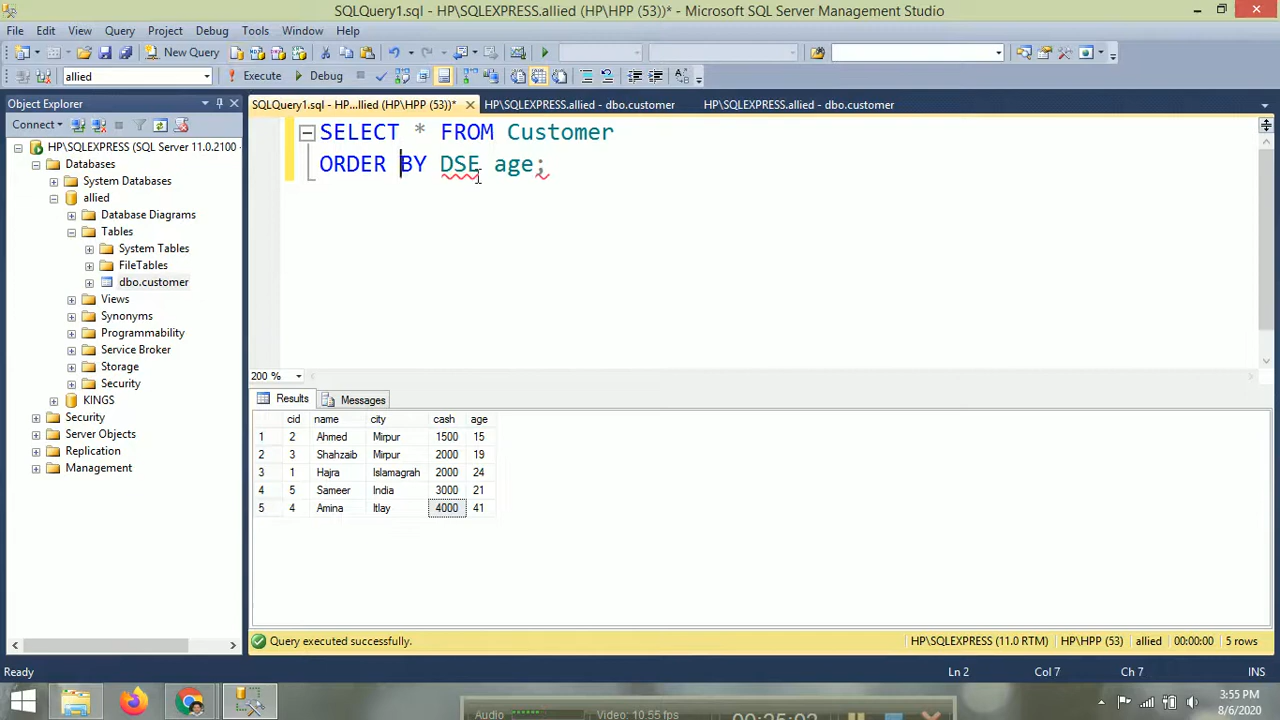 SQLQuery1.sql - HP\SQLEXPRESS.allied (HP\HPP (53))* - Microsoft SQL Server Management Studio
File Edit View Query Project Debug Tools Window Help
New Query
allied Execute Debug
Object Explorer
SQLQuery1.sql - HP...llied (HP\HPP (53))* HP\SQLEXPRESS.allied - dbo.customer HP\SQLEXPRESS.allied - dbo.customer
Connect
HP\SQLEXPRESS (SQL Server 11.0.2100 -
Databases
System Databases
allied
Database Diagrams
Tables
System Tables
FileTables
dbo.customer
Views
Synonyms
Programmability
Service Broker
Storage
Security
KINGS
Security
Server Objects
Replication
Management
SELECT * FROM Customer
ORDER BY DSE age;
200 %
Results Messages
cid name city cash age
1 2 Ahmed Mirpur 1500 15
2 3 Shahzaib Mirpur 2000 19
3 1 Hajra Islamagrah 2000 24
4 5 Sameer India 3000 21
5 4 Amina Itlay 4000 41
Query executed successfully. HP\SQLEXPRESS (11.0 RTM) HP\HPP (53) allied 00:00:00 5 rows
Ready Ln 2 Col 7 Ch 7 INS
Audio Video: 10.55 fps 00:25:02
3:55 PM
8/6/2020